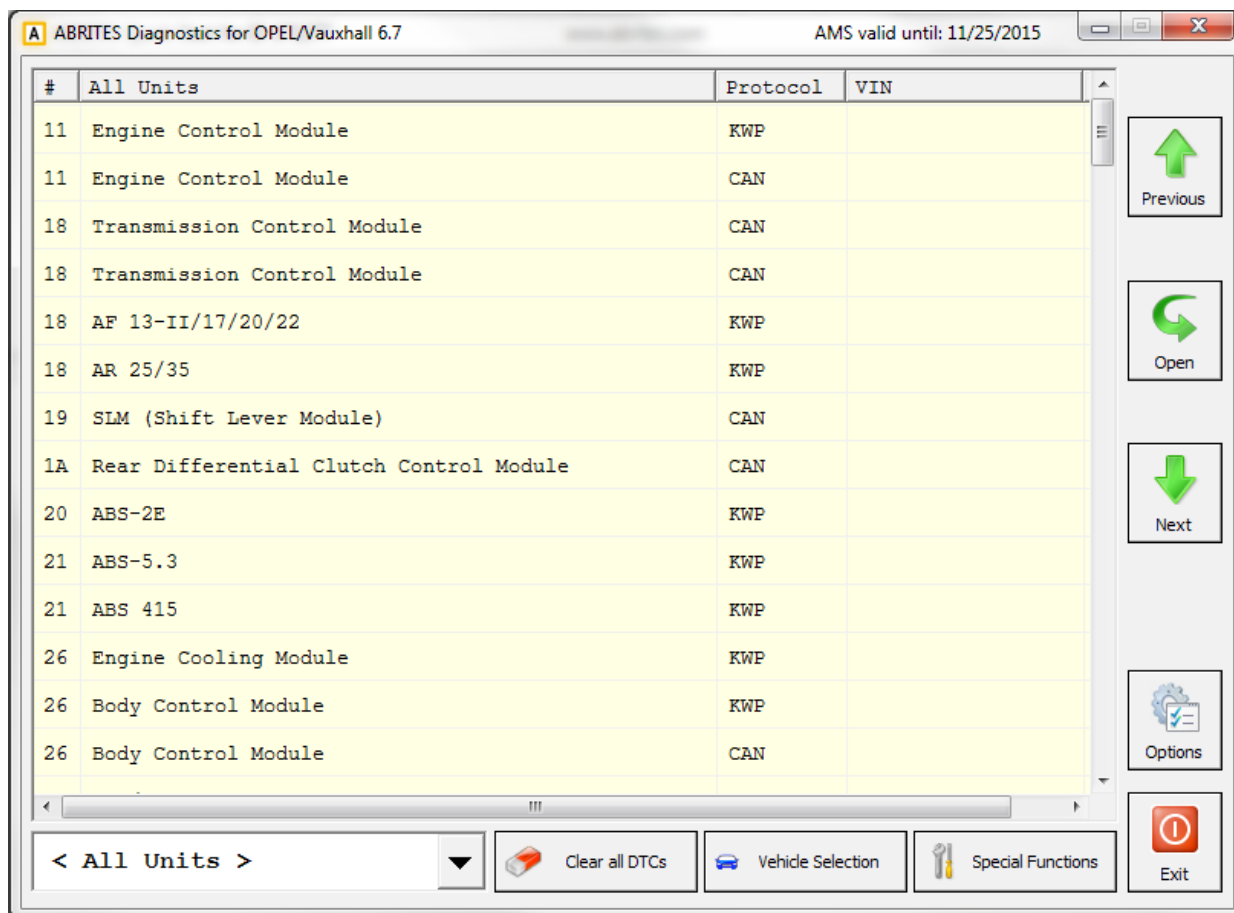 A ABRITES Diagnostics for OPEL/Vauxhall 6.7 AMS valid until: 11/25/2015
# All Units Protocol VIN
11 Engine Control Module KWP
11 Engine Control Module CAN
18 Transmission Control Module CAN
18 Transmission Control Module CAN
18 AF 13-II/17/20/22 KWP
18 AR 25/35 KWP
19 SLM (Shift Lever Module) CAN
1A Rear Differential Clutch Control Module CAN
20 ABS-2E KWP
21 ABS-5.3 KWP
21 ABS 415 KWP
26 Engine Cooling Module KWP
26 Body Control Module KWP
26 Body Control Module CAN
Previous
Open
Next
Options
< All Units > Clear all DTCs Vehicle Selection Special Functions
Exit